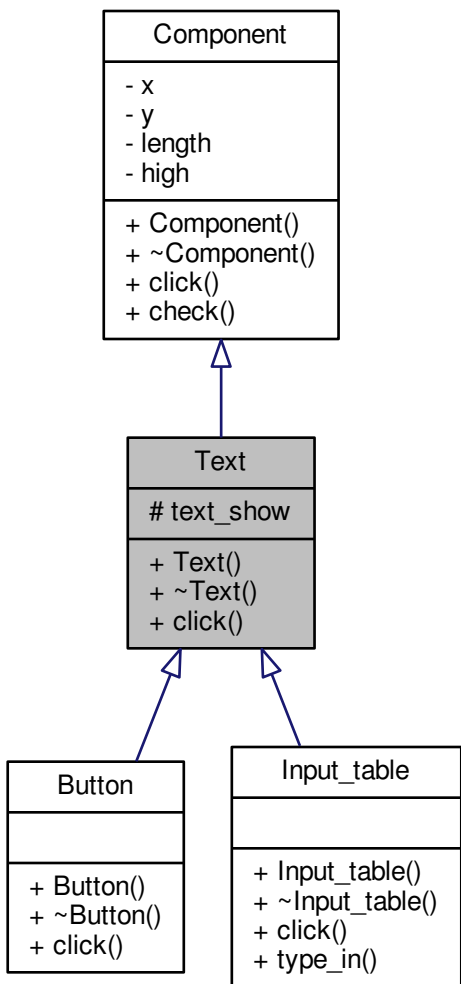 Component
- x
- y
- length
- high
+ Component()
+ ~Component()
+ click()
+ check()
Text
# text_show
+ Text()
+ ~Text()
+ click()
Button
+ Button()
+ ~Button()
+ click()
Input_table
+ Input_table()
+ ~Input_table()
+ click()
+ type_in()